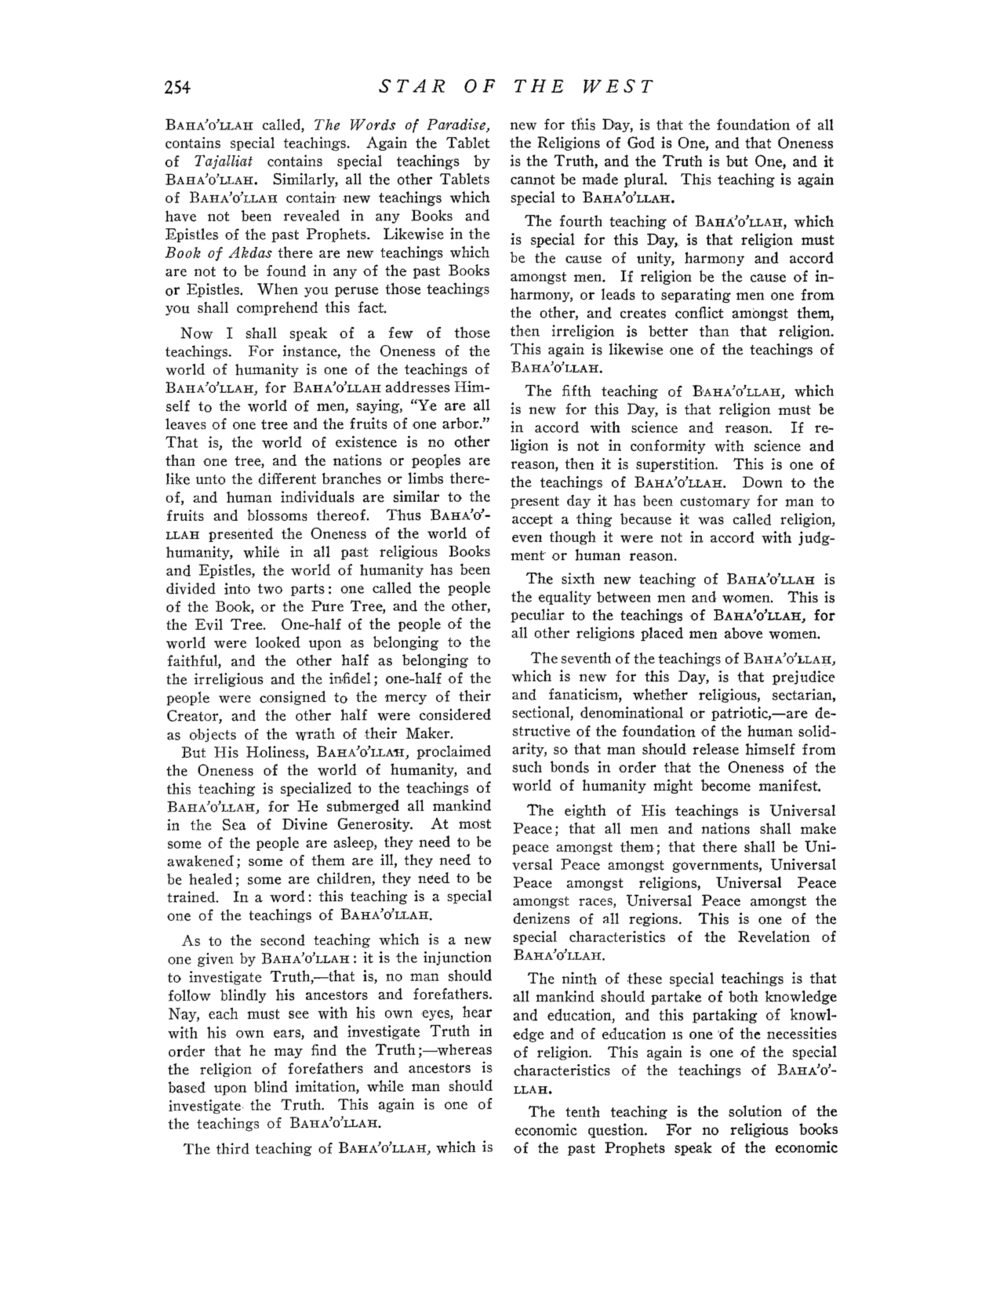 254 STAR OF THE WEST
BAHA'O'LLAH called, The Words of Paradise,
contains special teachings. Again the Tablet
of Tajalliat contains special teachings by
BAHA'O'LLAH. Similarly, all the other Tablets
of BAHA'O'LLAH contain new teachings which
have not been revealed in any Books and
Epistles of the past Prophets. Likewise in the
Book of Akdas there are new teachings which
are not to be found in any of the past Books
or Epistles. When you peruse those teachings
you shall comprehend this fact.
Now I shall speak of a few of those
teachings. For instance, the Oneness of the
world of humanity is one of the teachings of
BAHA'O'LLAH, for BAHA'O'LLAH addresses Him-
self to the world of men, saying, "Ye are all
leaves of one tree and the fruits of one arbor."
That is, the world of existence is no other
than one tree, and the nations or peoples are
like unto the different branches or limbs there-
of, and human individuals are similar to the
fruits and blossoms thereof. Thus BAHA'O'-
LLAH presented the Oneness of the world of
humanity, while in all past religious Books
and Epistles, the world of humanity has been
divided into two parts: one called the people
of the Book, or the Pure Tree, and the other,
the Evil Tree. One-half of the people of the
world were looked upon as belonging to the
faithful, and the other half as belonging to
the irreligious and the infidel; one-half of the
people were consigned to the mercy of their
Creator, and the other half were considered
as objects of the wrath of their Maker.
But His Holiness, BAHA'O'LLAH, proclaimed
the Oneness of the world of humanity, and
this teaching is specialized to the teachings of
BAHA'O'LLAH, for He submerged all mankind
in the Sea of Divine Generosity. At most
some of the people are asleep, they need to be
awakened; some of them are ill, they need to
be healed; some are children, they need to be
trained. In a word: this teaching is a special
one of the teachings of BAHA'O'LLAH.
As to the second teaching which is a new
one given by BAHA'O'LLAH: it is the injunction
to investigate Truth,—that is, no man should
follow blindly his ancestors and forefathers.
Nay, each must see with his own eyes, hear
with his own ears, and investigate Truth in
order that he may find the Truth;—whereas
the religion of forefathers and ancestors is
based upon blind imitation, while man should
investigate the Truth. This again is one of
the teachings of BAHA'O'LLAH.
The third teaching of BAHA'O'LLAH, which is
new for this Day, is that the foundation of all
the Religions of God is One, and that Oneness
is the Truth, and the Truth is but One, and it
cannot be made plural. This teaching is again
special to BAHA'O'LLAH.
The fourth teaching of BAHA'O'LLAH, which
is special for this Day, is that religion must
be the cause of unity, harmony and accord
amongst men. If religion be the cause of in-
harmony, or leads to separating men one from
the other, and creates conflict amongst them,
then irreligion is better than that religion.
This again is likewise one of the teachings of
BAHA'O'LLAH.
The fifth teaching of BAHA'O'LLAH, which
is new for this Day, is that religion must be
in accord with science and reason. If re-
ligion is not in conformity with science and
reason, then it is superstition. This is one of
the teachings of BAHA'O'LLAH. Down to the
present day it has been customary for man to
accept a thing because it was called religion,
even though it were not in accord with judg-
ment or human reason.
The sixth new teaching of BAHA'O'LLAH is
the equality between men and women. This is
peculiar to the teachings of BAHA'O'LLAH, for
all other religions placed men above women.
The seventh of the teachings of BAHA'O'LLAH,
which is new for this Day, is that prejudice
and fanaticism, whether religious, sectarian,
sectional, denominational or patriotic,—are de-
structive of the foundation of the human solid-
arity, so that man should release himself from
such bonds in order that the Oneness of the
world of humanity might become manifest.
The eighth of His teachings is Universal
Peace; that all men and nations shall make
peace amongst them; that there shall be Uni-
versal Peace amongst governments, Universal
Peace amongst religions, Universal Peace
amongst races, Universal Peace amongst the
denizens of all regions. This is one of the
special characteristics of the Revelation of
BAHA'O'LLAH.
The ninth of these special teachings is that
all mankind should partake of both knowledge
and education, and this partaking of knowl-
edge and of education is one of the necessities
of religion. This again is one of the special
characteristics of the teachings of BAHA'O'-
LLAH.
The tenth teaching is the solution of the
economic question. For no religious books
of the past Prophets speak of the economic